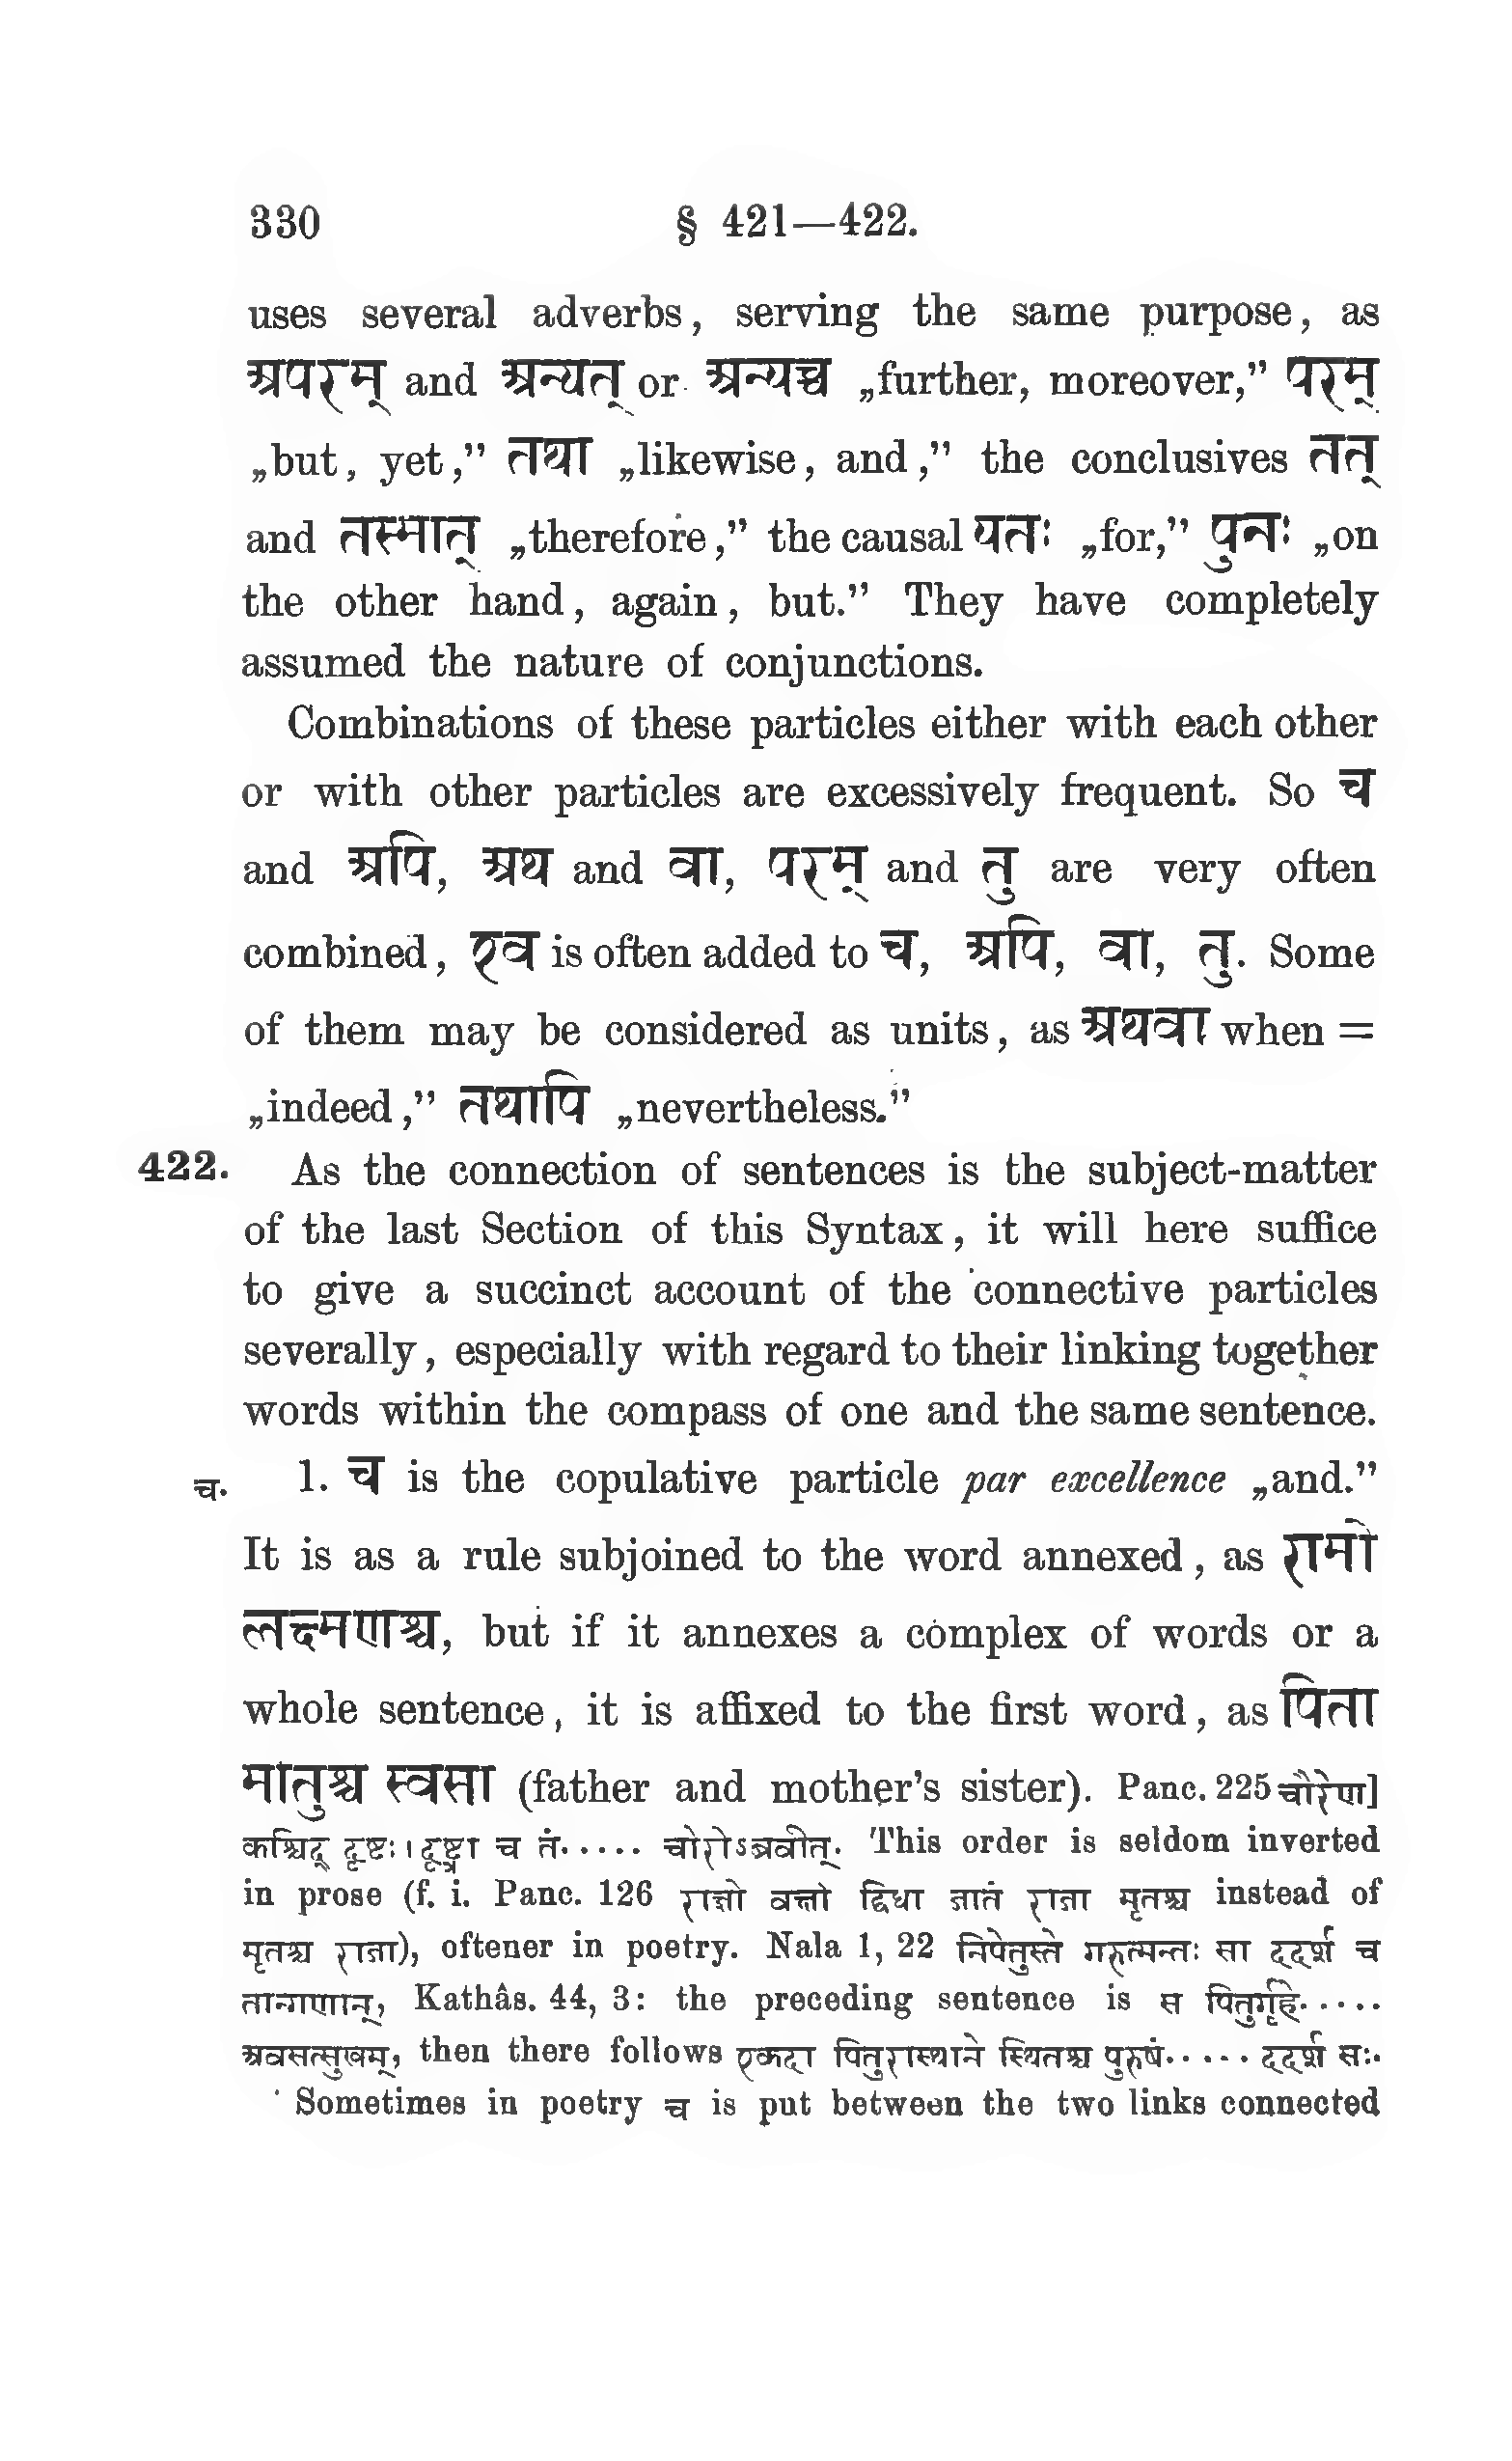 330 § 421—422.
uses several adverbs, serving the same purpose, as
अपरम् and अन्यत् or अन्यच्च „further, moreover,” परम्
„but, yet,” तथा „likewise, and,” the conclusives तत्
and तस्मात् „therefore,” the causal यतः „for,” पुनः „on
the other hand, again, but.” They have completely
assumed the nature of conjunctions.
Combinations of these particles either with each other
or with other particles are excessively frequent. So च
and अपि, अथ and वा, परम् and तु are very often
combined, एव is often added to च, अपि, वा, तु. Some
of them may be considered as units, as अथवा when =
„indeed,” तथापि „nevertheless.”
422. As the connection of sentences is the subject-matter
of the last Section of this Syntax, it will here suffice
to give a succinct account of the connective particles
severally, especially with regard to their linking together
words within the compass of one and the same sentence.
च. 1. च is the copulative particle par excellence „and.”
It is as a rule subjoined to the word annexed, as रामो
लक्ष्मणश्च, but if it annexes a complex of words or a
whole sentence, it is affixed to the first word, as पिता
मातुश्च स्वसा (father and mother’s sister). Panc. 225 चौरेण]
कश्चिद् दृष्टः। दृष्ट्वा च तं..... चोरोऽब्रवीत्. This order is seldom inverted
in prose (f. i. Panc. 126 राज्ञो वक्षो द्विधा जातं राजा मृतश्च instead of
मृतश्च राजा), oftener in poetry. Nala 1, 22 निपेतुस्ते गरुत्मन्तः सा ददर्श च
तान्गणान्, Kathâs. 44, 3: the preceding sentence is स पितुर्गृहे.....
अवसत्सुखम्, then there follows एकदा पितुरास्थाने स्थितश्च पुरुषं..... ददर्श सः.
Sometimes in poetry च is put between the two links connected